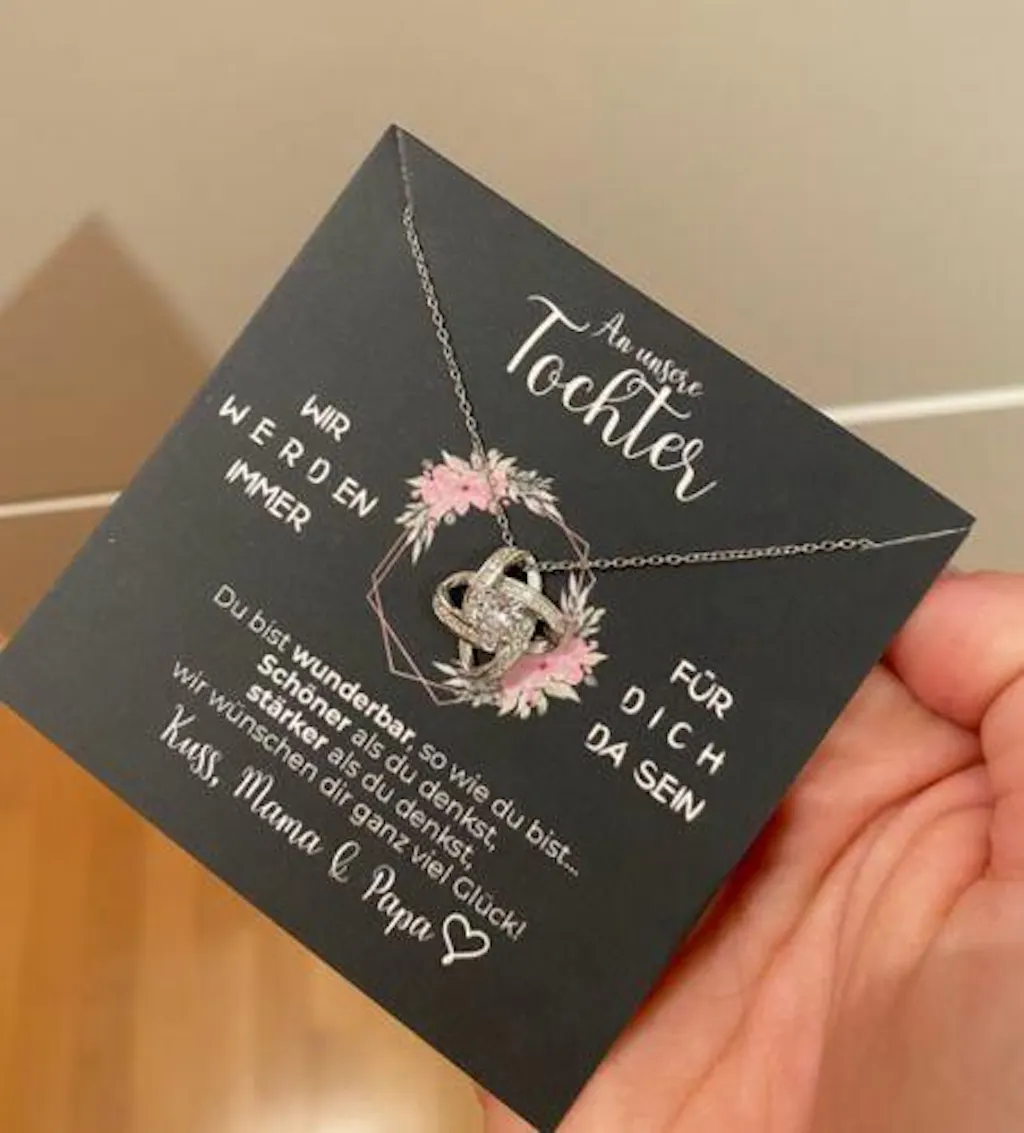 An unsere
Tochter
WIR
WERDEN
IMMER
FÜR
DICH
DA SEIN
Du bist wunderbar, so wie du bist...
Schöner als du denkst,
stärker als du denkst,
wir wünschen dir ganz viel Glück!
Kuss, Mama & Papa